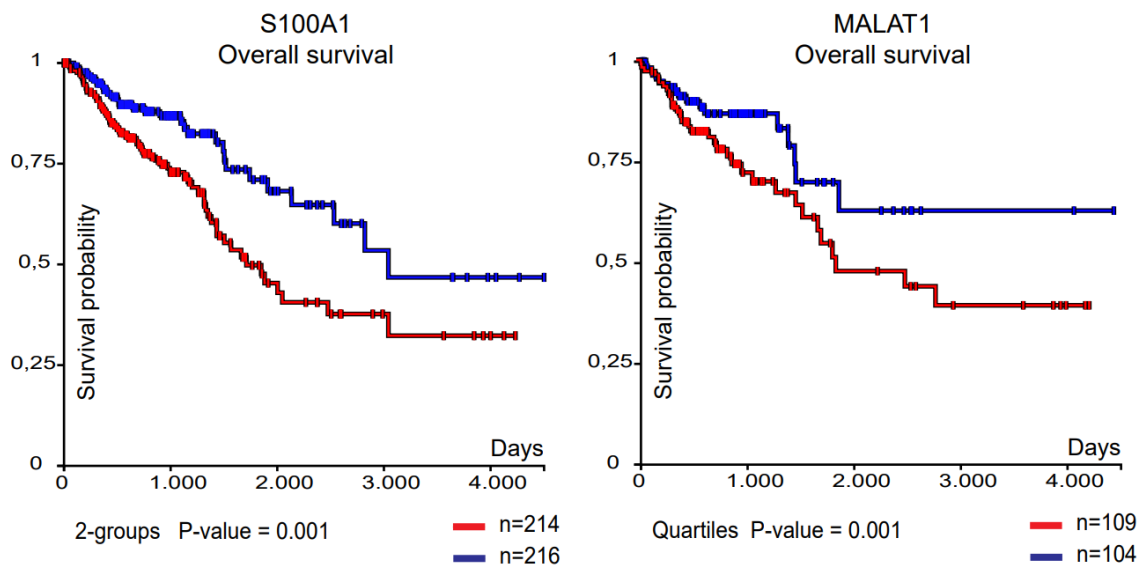 S100A1
Overall survival
1
0,75
0,5
0,25
0
Survival probability
Days
0 1.000 2.000 3.000 4.000
2-groups P-value = 0.001
n=214
n=216
MALAT1
Overall survival
1
0,75
0,5
0,25
0
Survival probability
Days
0 1.000 2.000 3.000 4.000
Quartiles P-value = 0.001
n=109
n=104